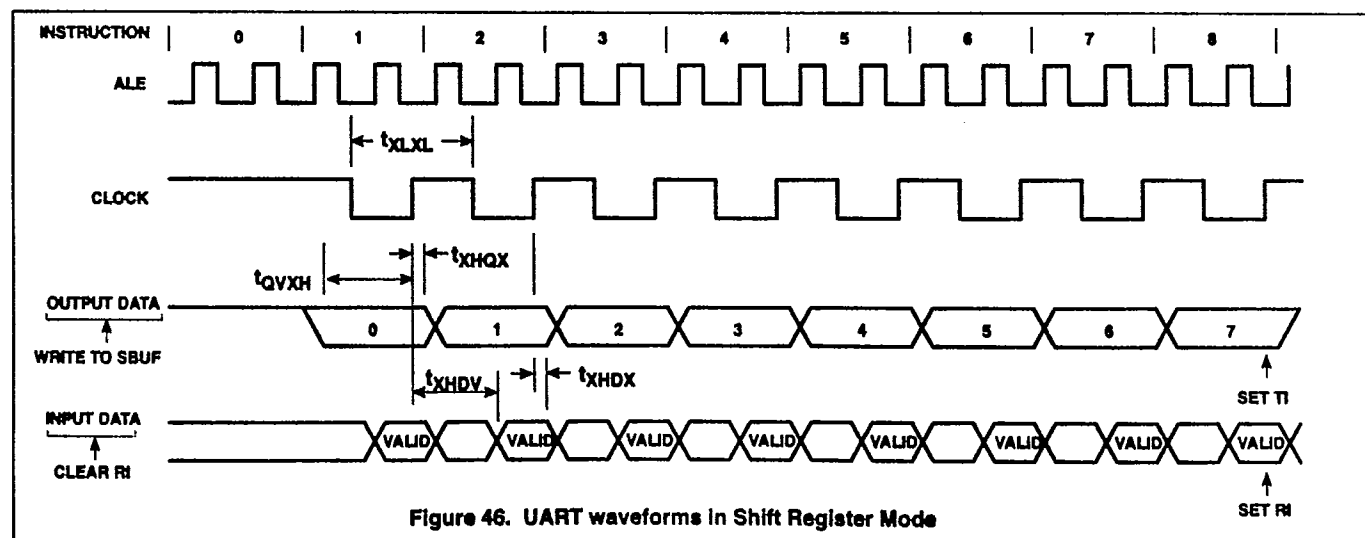 INSTRUCTION | 0 | 1 | 2 | 3 | 4 | 5 | 6 | 7 | 8 |
ALE
tXLXL
CLOCK
tXHQX
tQVXH
OUTPUT DATA
0 1 2 3 4 5 6 7
WRITE TO SBUF
tXHDV
tXHDX
SET TI
INPUT DATA
VALID VALID VALID VALID VALID VALID VALID VALID
CLEAR RI
SET RI
Figure 46. UART waveforms in Shift Register Mode